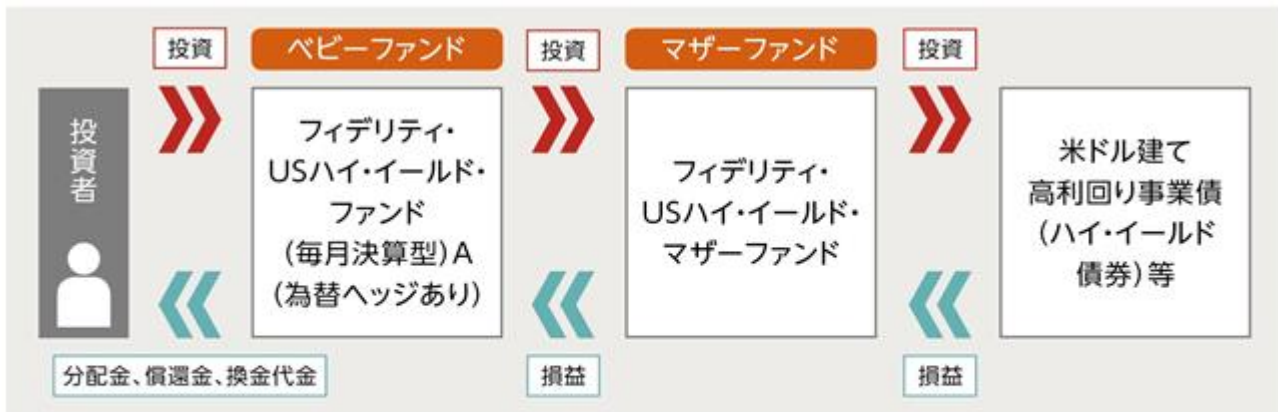 投資
ベビーファンド
投資
マザーファンド
投資
投資者
フィデリティ・
USハイ・イールド・
ファンド
(毎月決算型)A
(為替ヘッジあり)
フィデリティ・
USハイ・イールド・
マザーファンド
米ドル建て
高利回り事業債
(ハイ・イールド
債券)等
分配金、償還金、換金代金
損益
損益